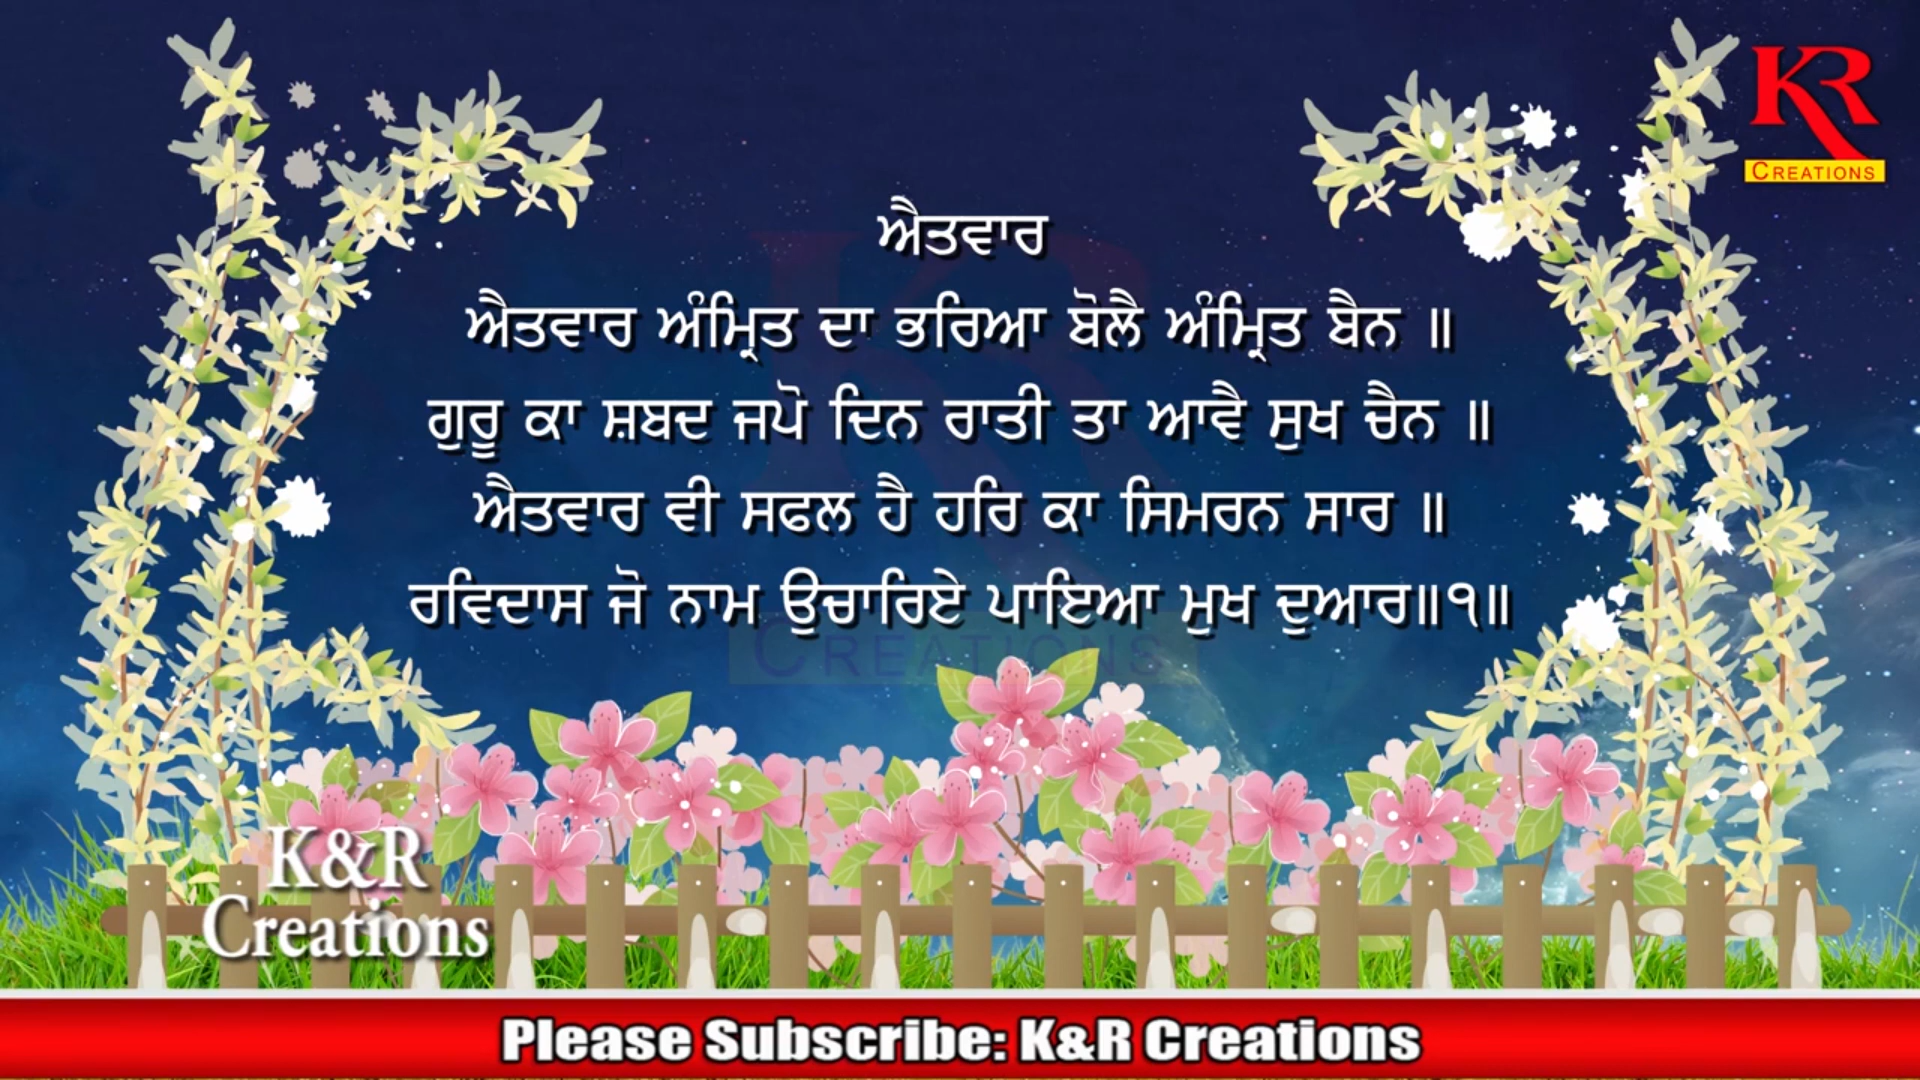 KR
CREATIONS
ਐਤਵਾਰ
ਐਤਵਾਰ ਅੰਮ੍ਰਿਤ ਦਾ ਭਰਿਆ ਬੋਲੈ ਅੰਮ੍ਰਿਤ ਬੈਨ ॥
ਗੁਰੂ ਕਾ ਸ਼ਬਦ ਜਪੋ ਦਿਨ ਰਾਤੀ ਤਾ ਆਵੈ ਸੁਖ ਚੈਨ ॥
ਐਤਵਾਰ ਵੀ ਸਫਲ ਹੈ ਹਰਿ ਕਾ ਸਿਮਰਨ ਸਾਰ ॥
ਰਵਿਦਾਸ ਜੋ ਨਾਮ ਉਚਾਰਿਏ ਪਾਇਆ ਮੁਖ ਦੁਆਰ॥੧॥
CREATIONS
K&R
Creations
Please Subscribe: K&R Creations